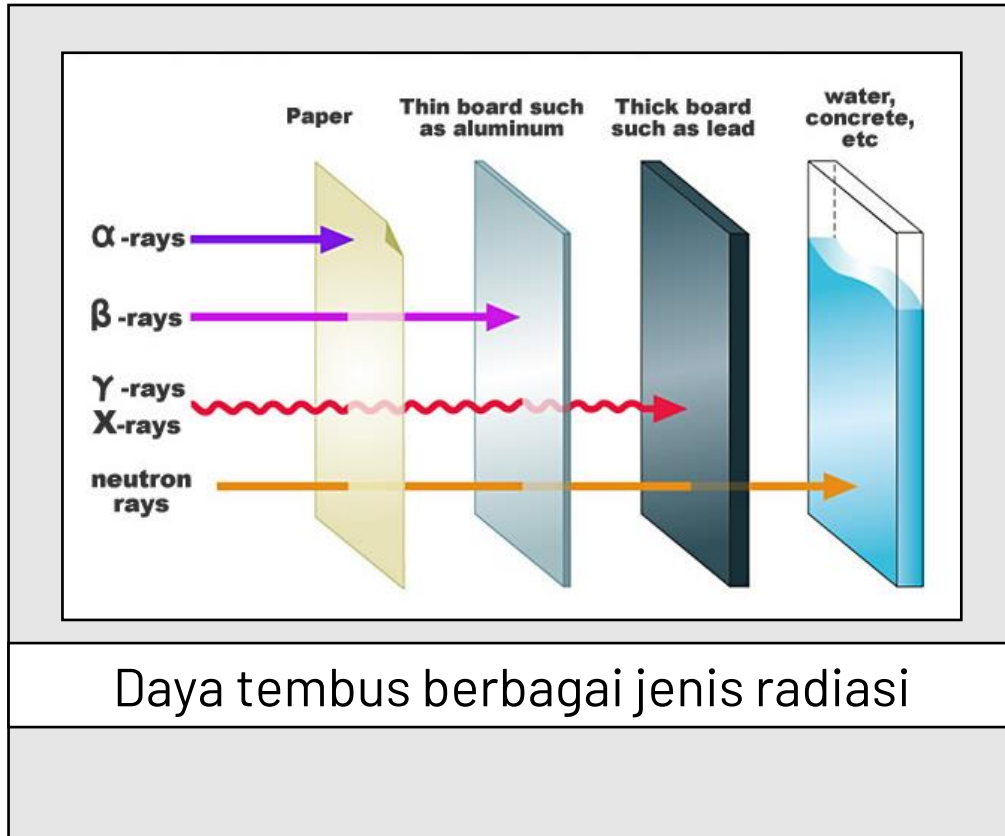 Paper
Thin board such
as aluminum
Thick board
such as lead
water,
concrete,
etc
α -rays
β -rays
γ -rays
X-rays
neutron
rays
Daya tembus berbagai jenis radiasi